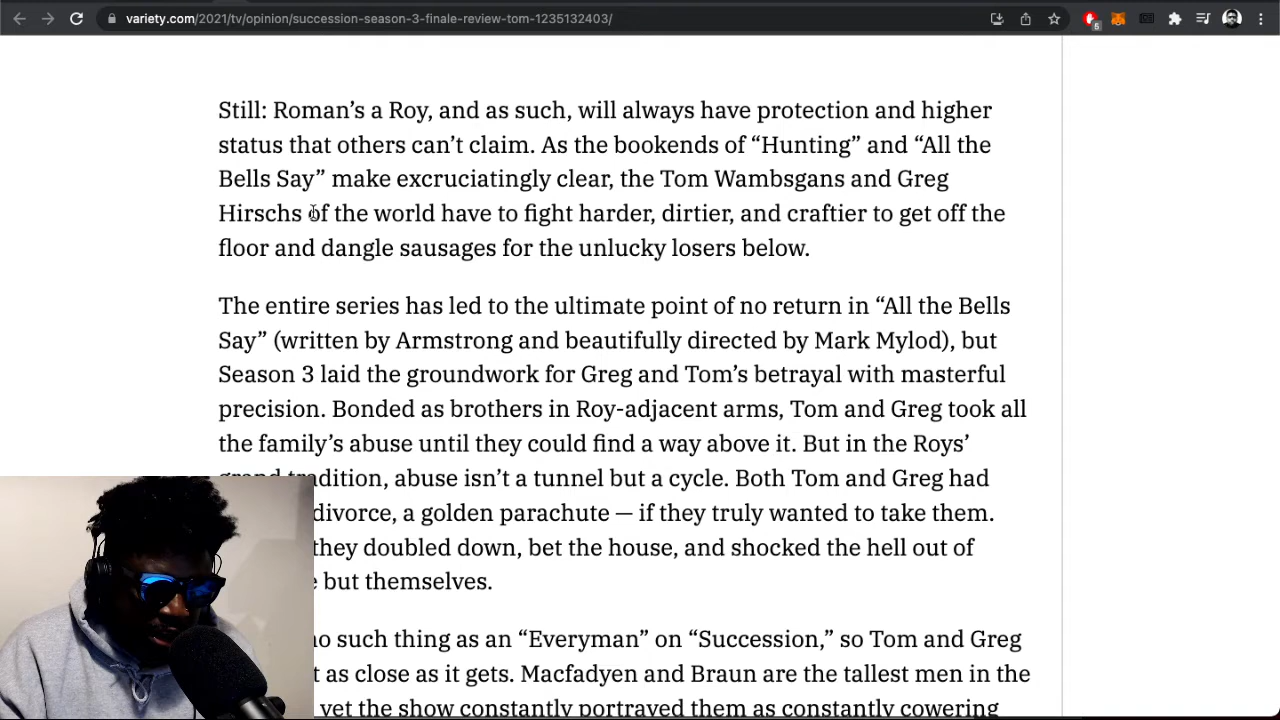 variety.com/2021/tv/opinion/succession-season-3-finale-review-tom-1235132403/
5
Still: Roman’s a Roy, and as such, will always have protection and higher
status that others can’t claim. As the bookends of “Hunting” and “All the
Bells Say” make excruciatingly clear, the Tom Wambsgans and Greg
Hirschs of the world have to fight harder, dirtier, and craftier to get off the
floor and dangle sausages for the unlucky losers below.
The entire series has led to the ultimate point of no return in “All the Bells
Say” (written by Armstrong and beautifully directed by Mark Mylod), but
Season 3 laid the groundwork for Greg and Tom’s betrayal with masterful
precision. Bonded as brothers in Roy-adjacent arms, Tom and Greg took all
the family’s abuse until they could find a way above it. But in the Roys’
grand tradition, abuse isn’t a tunnel but a cycle. Both Tom and Greg had
divorce, a golden parachute — if they truly wanted to take them.
they doubled down, bet the house, and shocked the hell out of
but themselves.
no such thing as an “Everyman” on “Succession,” so Tom and Greg
as close as it gets. Macfadyen and Braun are the tallest men in the
yet the show constantly portrayed them as constantly cowering